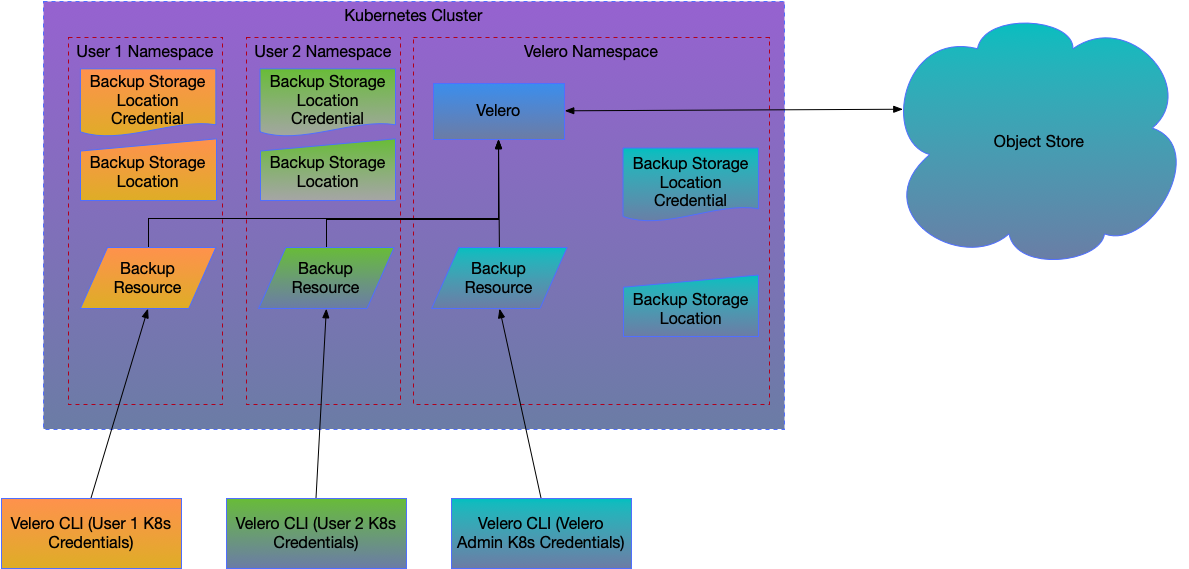 Kubernetes Cluster
User 1 Namespace
Backup Storage
Location
Credential
Backup Storage
Location
Backup
Resource
User 2 Namespace
Backup Storage
Location
Credential
Backup Storage
Location
Backup
Resource
Velero Namespace
Velero
Backup Storage
Location
Credential
Backup
Resource
Backup Storage
Location
Object Store
Velero CLI (User 1 K8s
Credentials)
Velero CLI (User 2 K8s
Credentials)
Velero CLI (Velero
Admin K8s Credentials)